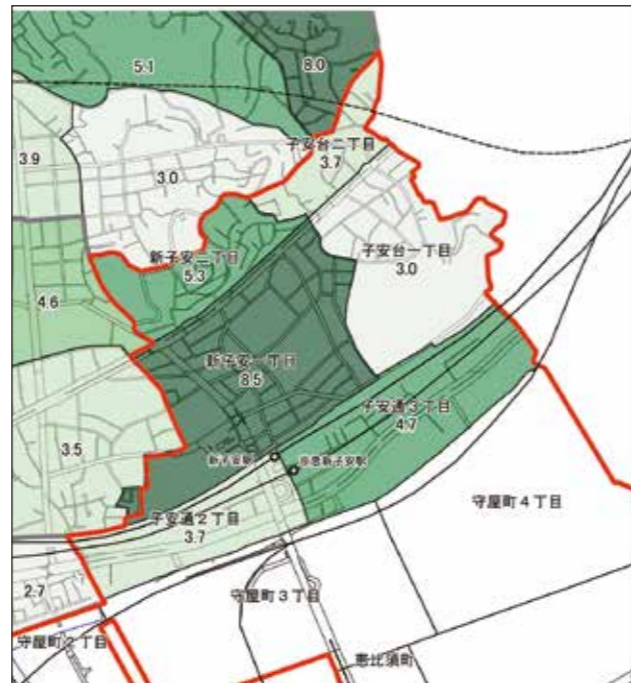 5.1
8.0
子安台二丁目
3.7
3.9
3.0
子安台一丁目
3.0
新子安二丁目
5.3
4.6
新子安一丁目
8.5
子安通3丁目
4.7
3.5
新子安駅
京急新子安駅
守屋町4丁目
子安通2丁目
3.7
2.7
守屋町3丁目
守屋町2丁目
恵比須町